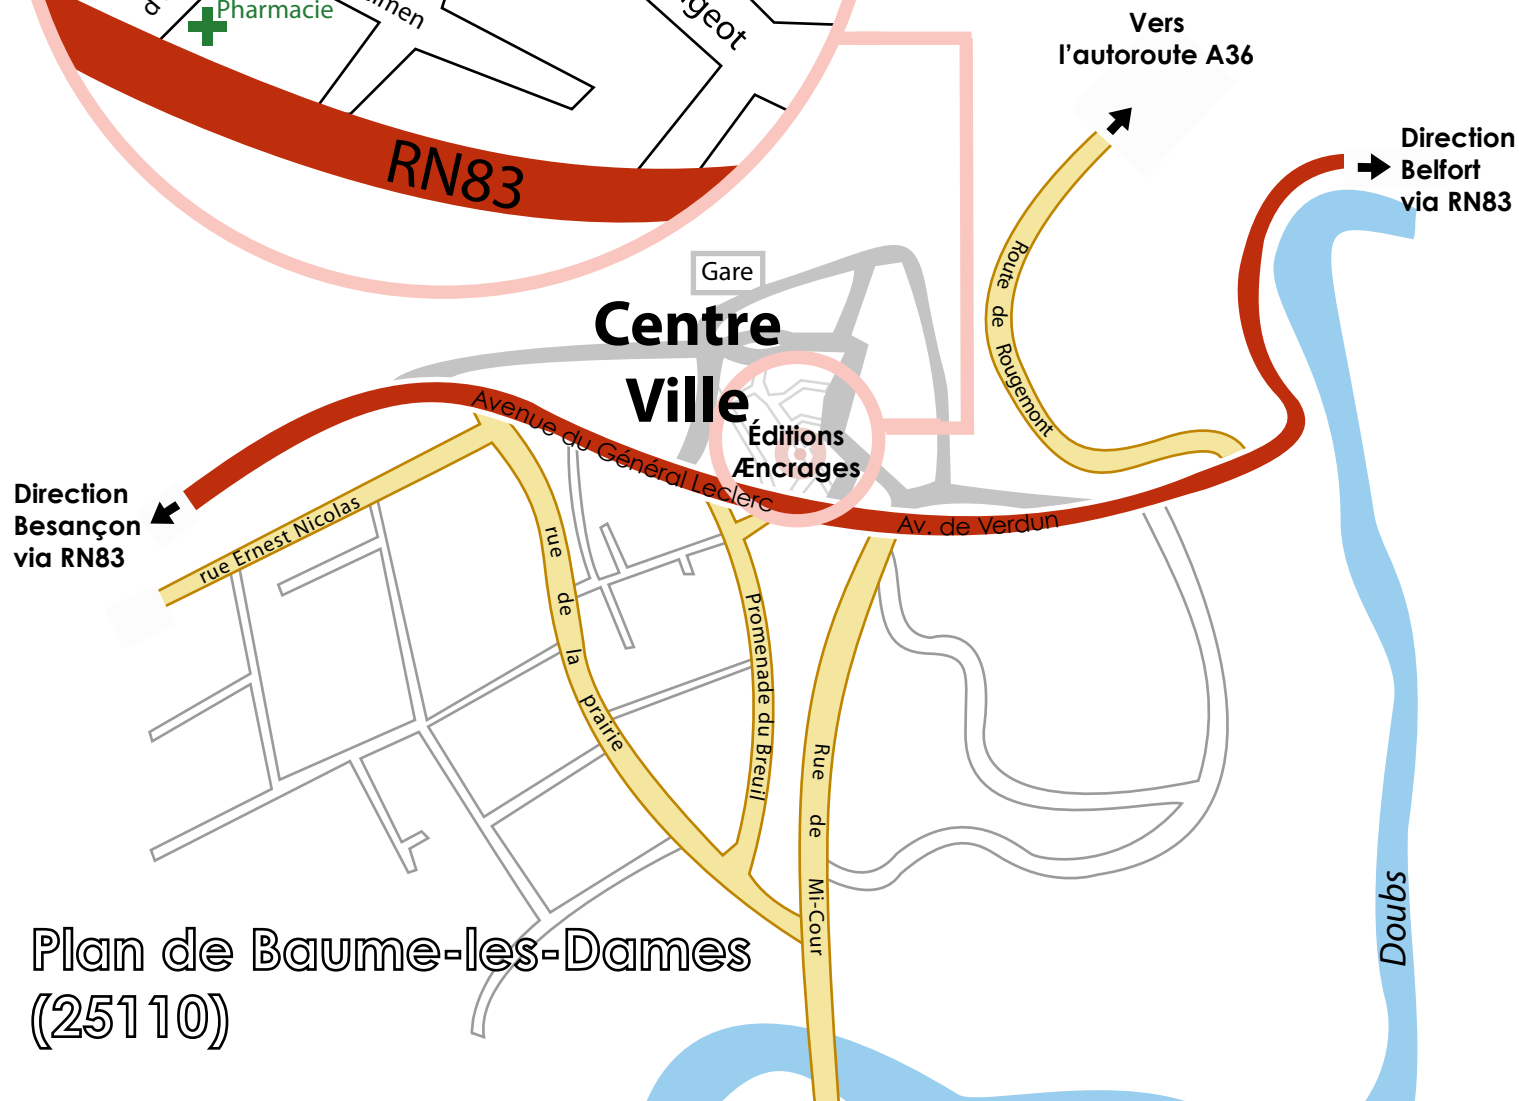 Pharmacie
RN83
Vers
l'autoroute A36
Direction
Belfort
via RN83
Gare
Centre
Ville
Éditions
Æncrages
Route de Rougemont
Avenue du Général Leclerc
Av. de Verdun
Direction
Besançon
via RN83
rue Ernest Nicolas
rue de la prairie
Promenade du Breuil
Rue de Mi-Cour
Doubs
Plan de Baume-les-Dames
(25110)